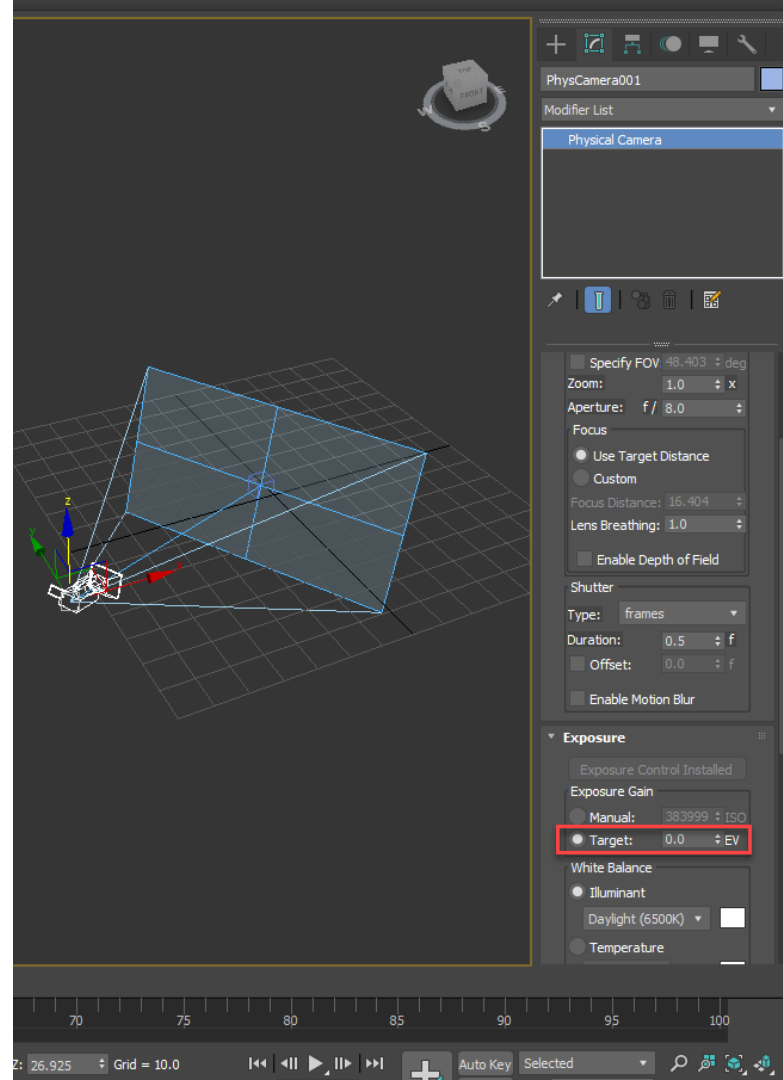 PhysCamera001
Modifier List
Physical Camera
TOP
FRONT
W
S
E
Specify FOV 48.403 deg
Zoom: 1.0 x
Aperture: f / 8.0
Focus
Use Target Distance
Custom
Focus Distance: 16.404
Lens Breathing: 1.0
Enable Depth of Field
Shutter
Type: frames
Duration: 0.5 f
Offset: 0.0 f
Enable Motion Blur
Exposure
Exposure Control Installed
Exposure Gain
Manual: 383999 ISO
Target: 0.0 EV
White Balance
Illuminant
Daylight (6500K)
Temperature
z
y
70 75 80 85 90 95 100
Z: 26.925 Grid = 10.0 Auto Key Selected